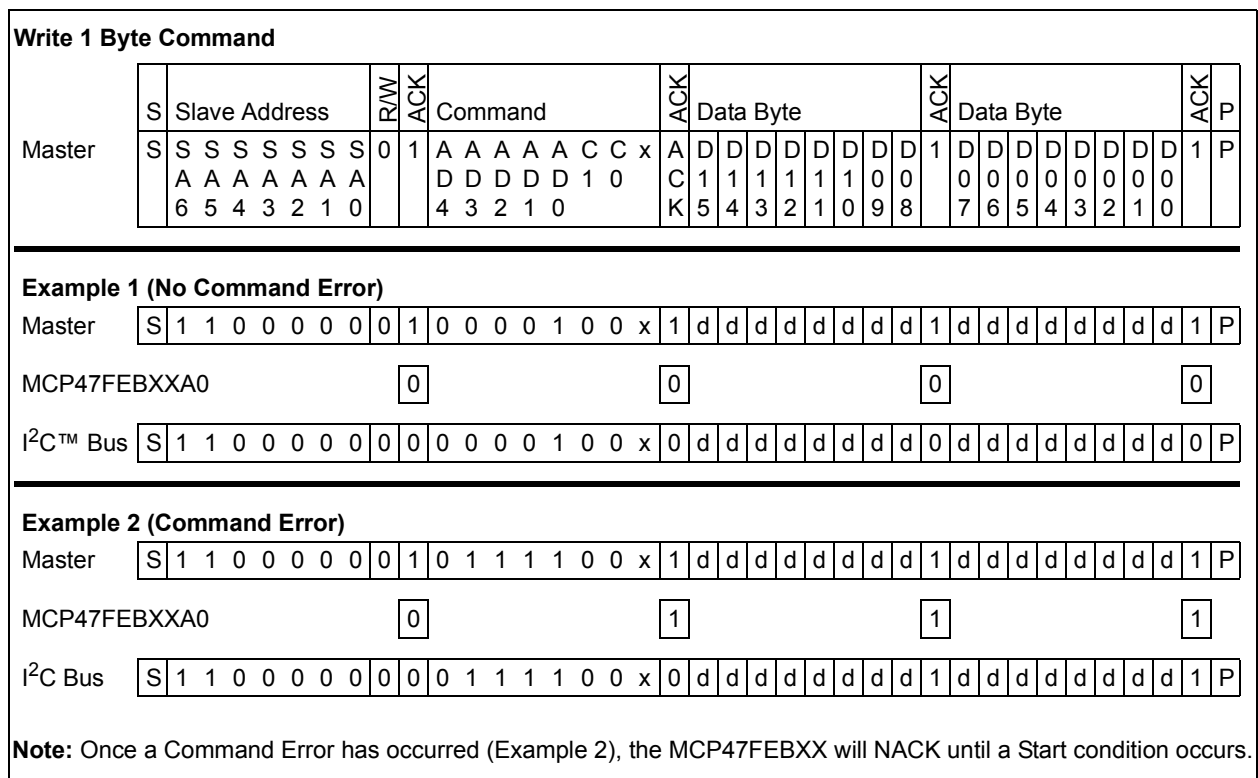 Write 1 Byte Command
S Slave Address R/W ACK Command ACK Data Byte ACK Data Byte ACK P
Master S S S S S S S S 0 1 A A A A A C C x A D D D D D D D D 1 D D D D D D D D 1 P
A A A A A A A D D D D D 1 0 C 1 1 1 1 1 1 0 0 0 0 0 0 0 0 0 0
6 5 4 3 2 1 0 4 3 2 1 0 K 5 4 3 2 1 0 9 8 7 6 5 4 3 2 1 0
Example 1 (No Command Error)
Master S 1 1 0 0 0 0 0 0 1 0 0 0 0 1 0 0 x 1 d d d d d d d d 1 d d d d d d d d 1 P
MCP47FEBXXA0 0 0 0 0
I2C™ Bus S 1 1 0 0 0 0 0 0 0 0 0 0 0 1 0 0 x 0 d d d d d d d d 0 d d d d d d d d 0 P
Example 2 (Command Error)
Master S 1 1 0 0 0 0 0 0 1 0 1 1 1 1 0 0 x 1 d d d d d d d d 1 d d d d d d d d 1 P
MCP47FEBXXA0 0 1 1 1
I2C Bus S 1 1 0 0 0 0 0 0 0 0 1 1 1 1 0 0 x 0 d d d d d d d d 1 d d d d d d d d 1 P
Note: Once a Command Error has occurred (Example 2), the MCP47FEBXX will NACK until a Start condition occurs.